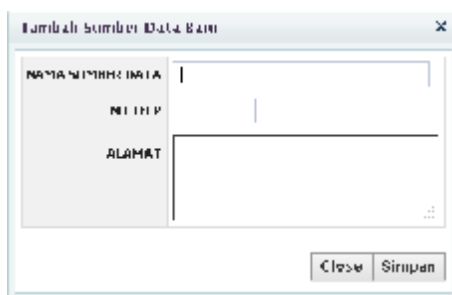 Tambah Sumber Data Baru
NAMA SUMBER DATA
NO TELP
ALAMAT
Close Simpan